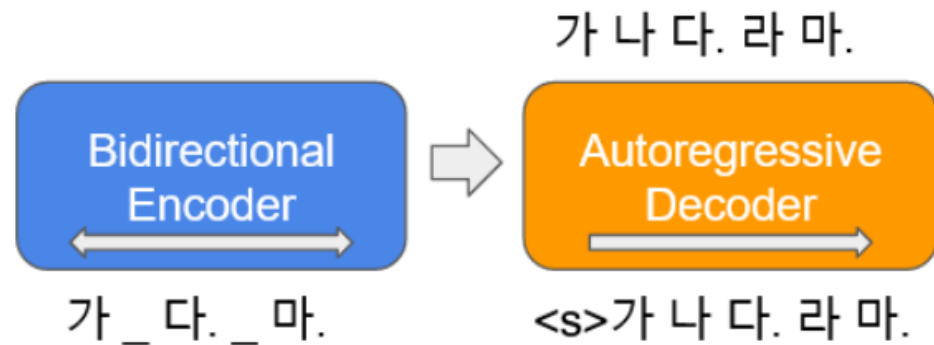 가 나 다. 라 마.
Bidirectional
Encoder
Autoregressive
Decoder
가 _ 다. _ 마.
<s>가 나 다. 라 마.